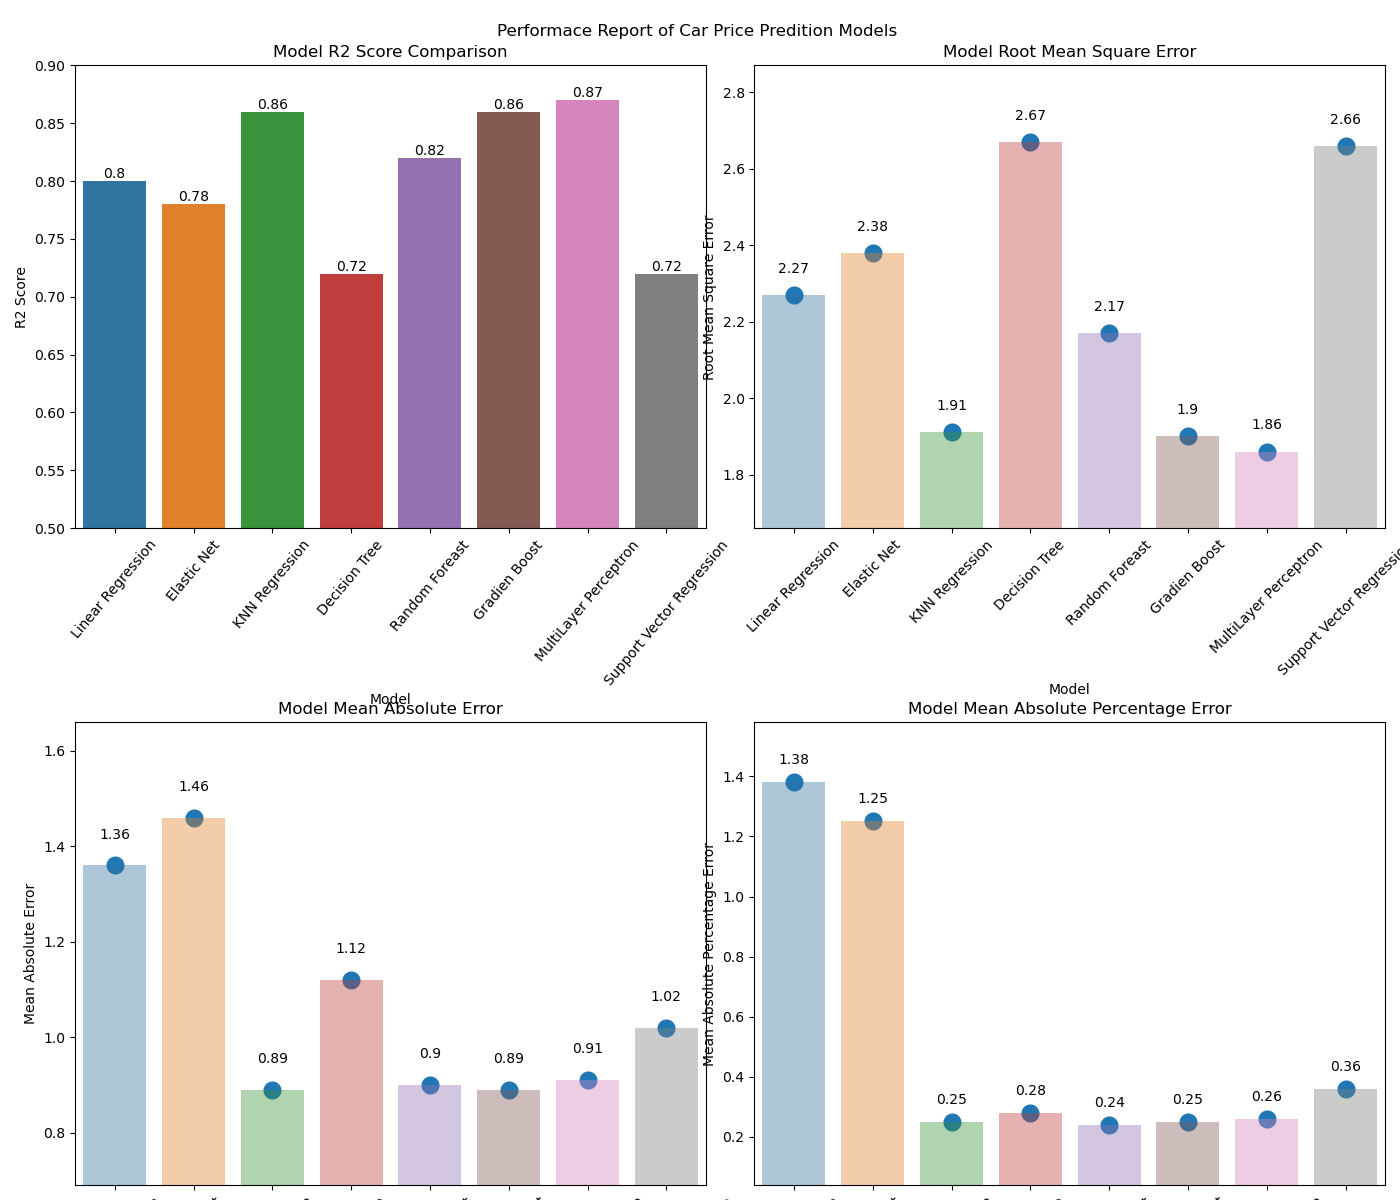 Performace Report of Car Price Predition Models
Model R2 Score Comparison
R2 Score
0.90
0.85
0.80
0.75
0.70
0.65
0.60
0.55
0.50
0.8
0.78
0.86
0.72
0.82
0.86
0.87
0.72
Linear Regression
Elastic Net
KNN Regression
Decision Tree
Random Foreast
Gradien Boost
MultiLayer Perceptron
Support Vector Regression
Model
Model Root Mean Square Error
Root Mean Square Error
2.8
2.6
2.4
2.2
2.0
1.8
2.27
2.38
1.91
2.67
2.17
1.9
1.86
2.66
Linear Regression
Elastic Net
KNN Regression
Decision Tree
Random Foreast
Gradien Boost
MultiLayer Perceptron
Support Vector Regressio
Model
Model Mean Absolute Error
Mean Absolute Error
1.6
1.4
1.2
1.0
0.8
1.36
1.46
0.89
1.12
0.9
0.89
0.91
1.02
Model Mean Absolute Percentage Error
Mean Absolute Percentage Error
1.4
1.2
1.0
0.8
0.6
0.4
0.2
1.38
1.25
0.25
0.28
0.24
0.25
0.26
0.36